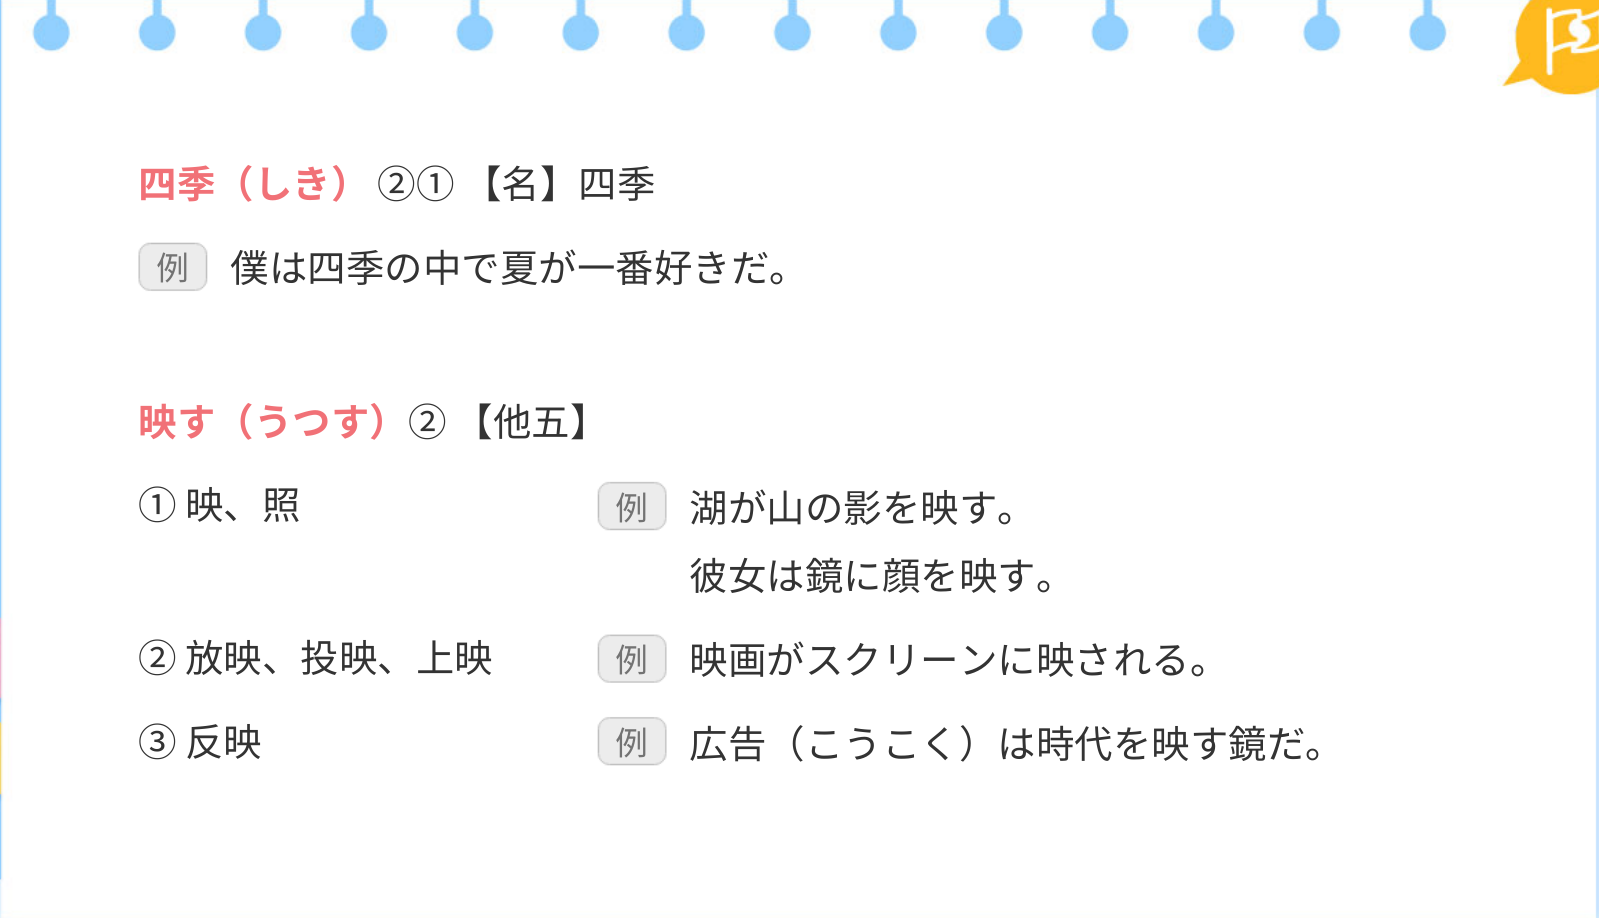 四季（しき）②①【名】四季
例 僕は四季の中で夏が一番好きだ。
映す（うつす）②【他五】
① 映、照 例 湖が山の影を映す。
彼女は鏡に顔を映す。
② 放映、投映、上映 例 映画がスクリーンに映される。
③ 反映 例 広告（こうこく）は時代を映す鏡だ。